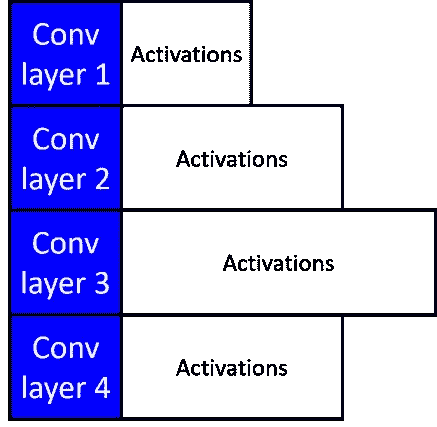 Conv
layer 1
Activations
Conv
layer 2
Activations
Conv
layer 3
Activations
Conv
layer 4
Activations